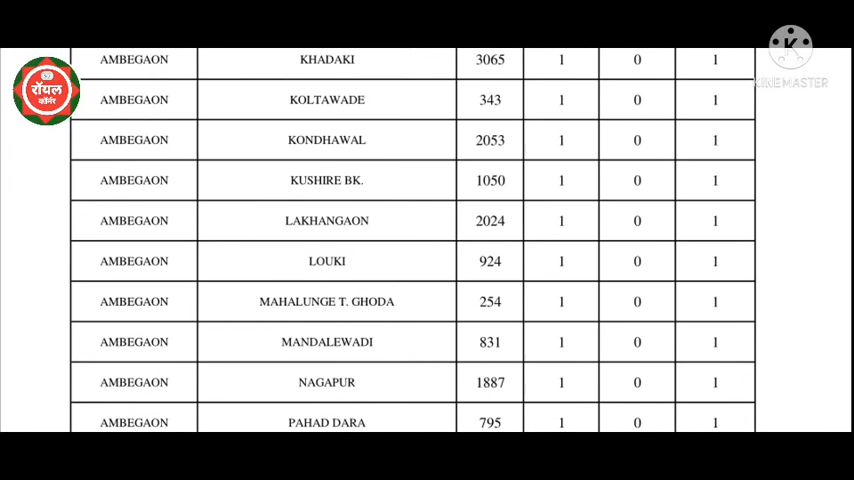 AMBEGAON KHADAKI 3065 1 0 1
AMBEGAON KOLTAWADE 343 1 0 1
AMBEGAON KONDHAWAL 2053 1 0 1
AMBEGAON KUSHIRE BK. 1050 1 0 1
AMBEGAON LAKHANGAON 2024 1 0 1
AMBEGAON LOUKI 924 1 0 1
AMBEGAON MAHALUNGE T. GHODA 254 1 0 1
AMBEGAON MANDALEWADI 831 1 0 1
AMBEGAON NAGAPUR 1887 1 0 1
AMBEGAON PAHAD DARA 795 1 0 1
रॉयल
कॉर्नर
K
KINEMASTER